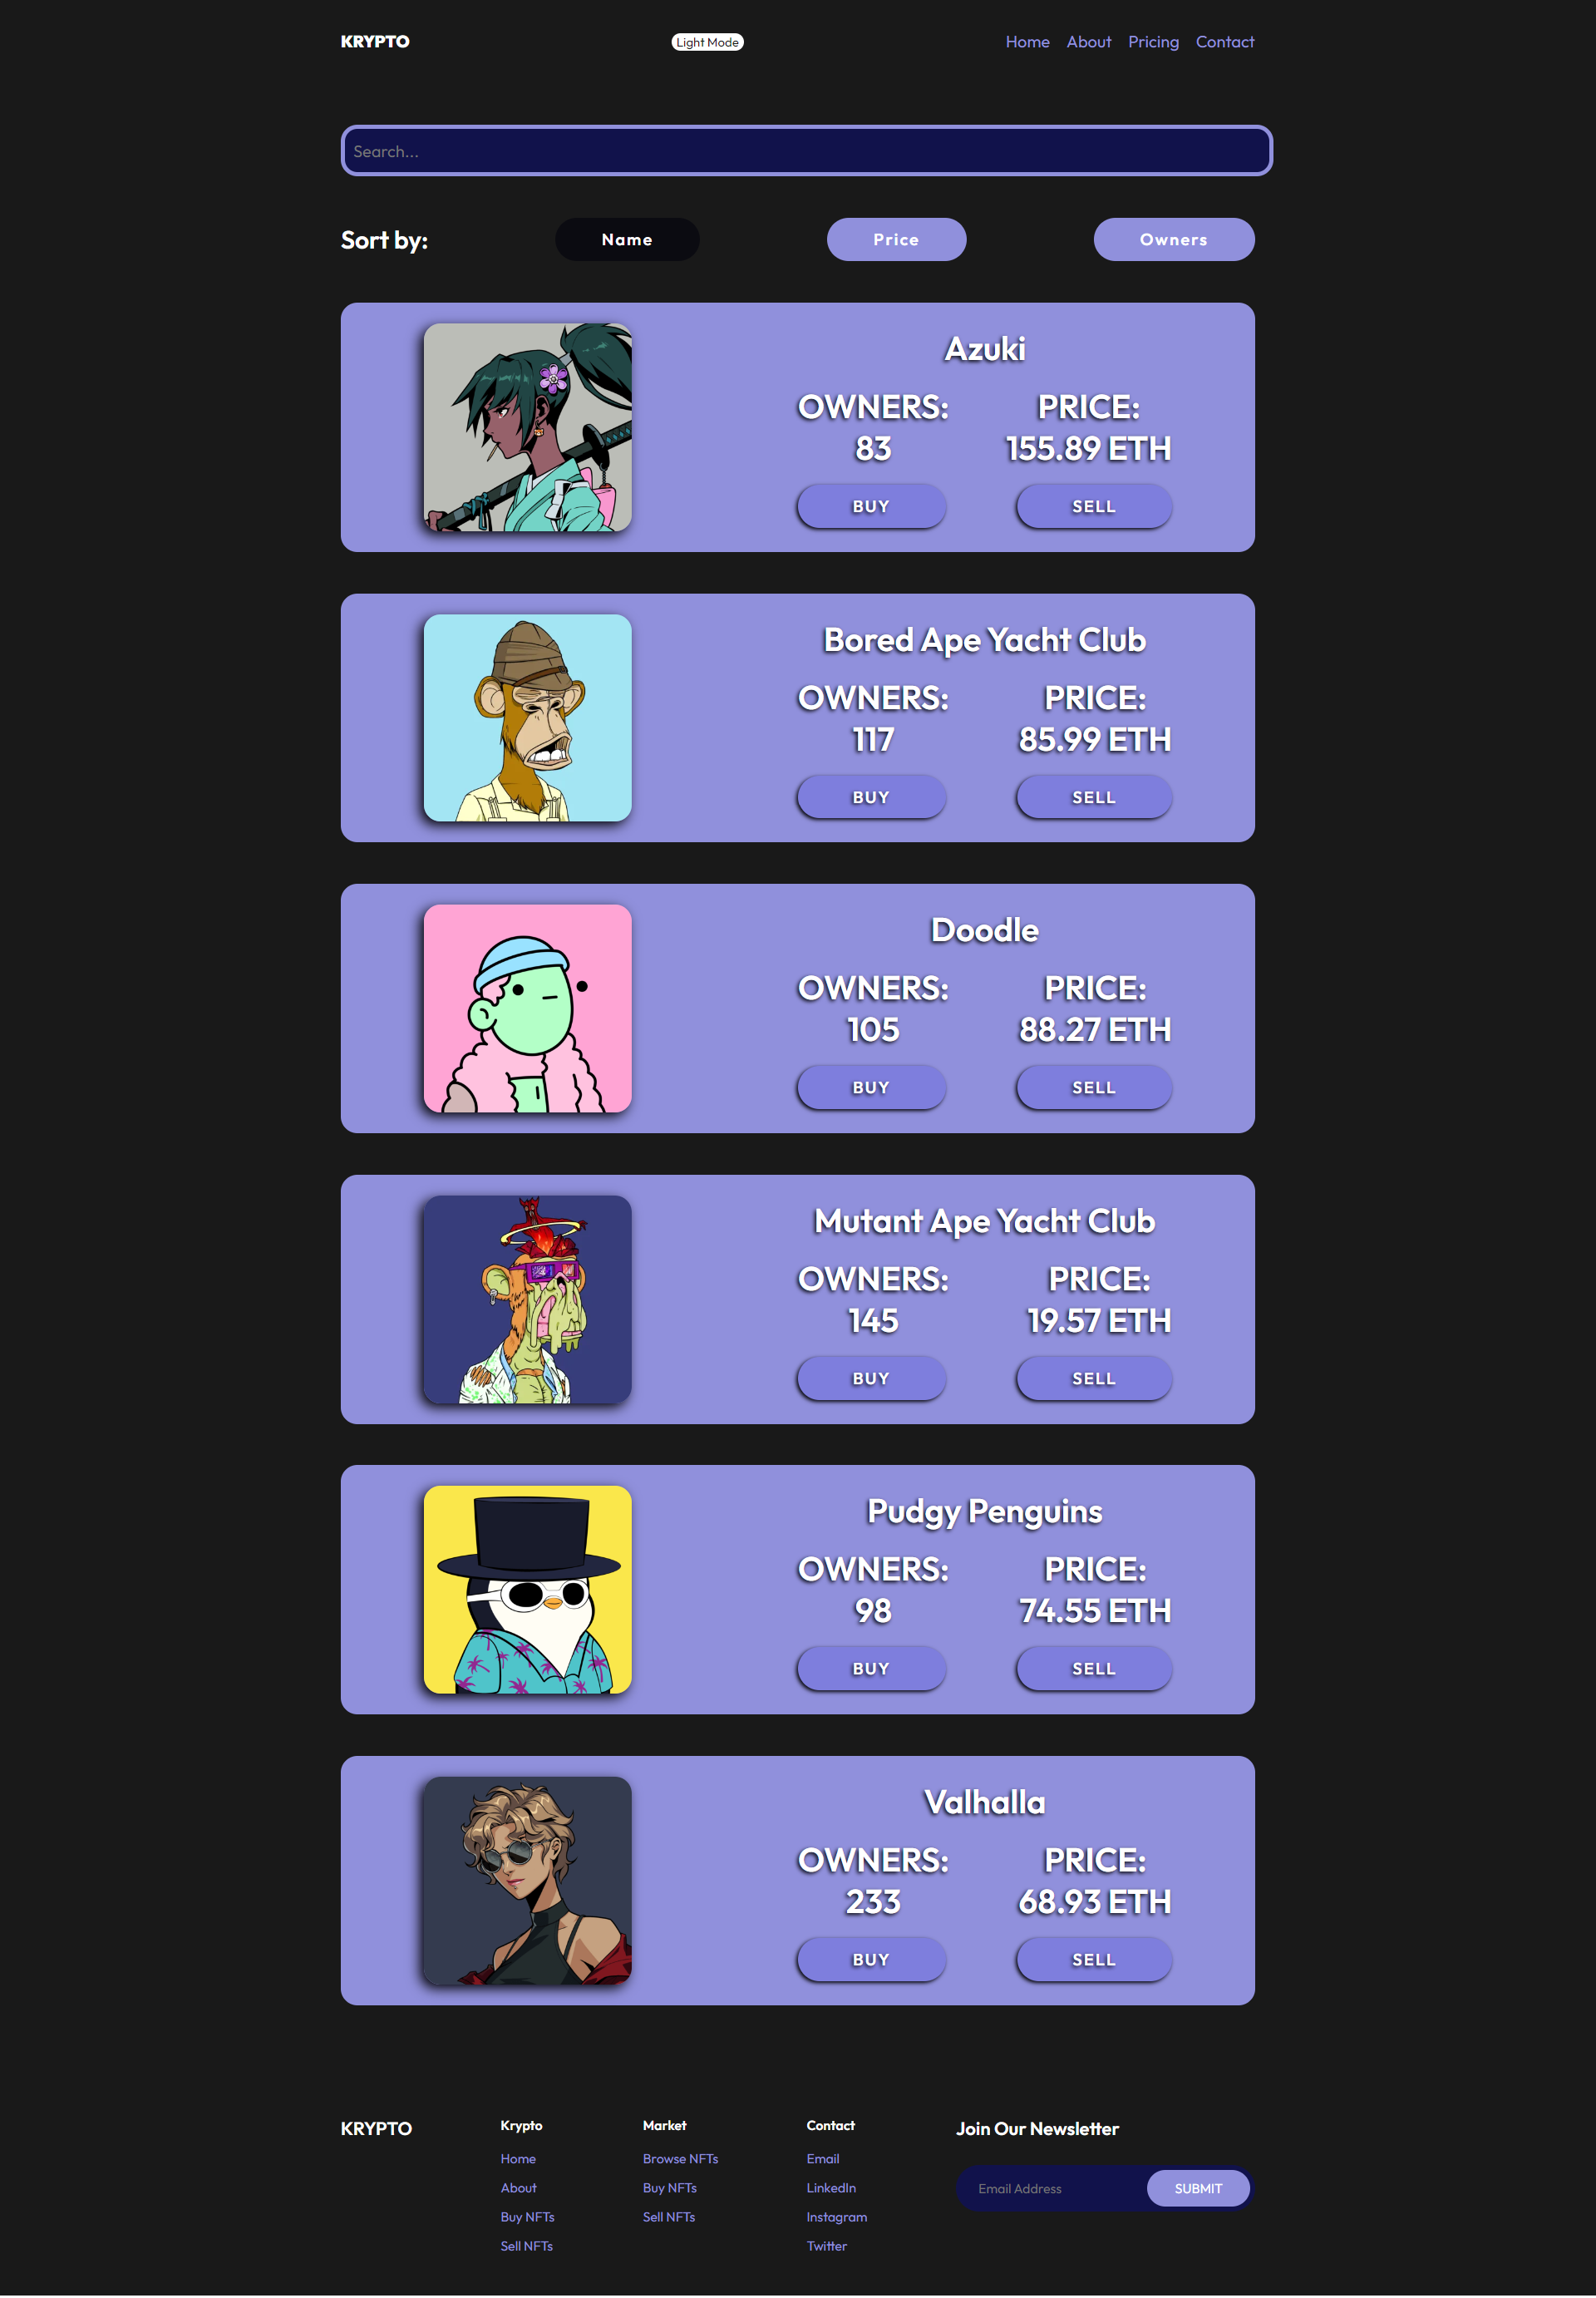 KRYPTO
Light Mode
Home About Pricing Contact
Search...
Sort by:
Name
Price
Owners
Azuki
OWNERS: PRICE:
83 155.89 ETH
BUY SELL
Bored Ape Yacht Club
OWNERS: PRICE:
117 85.99 ETH
BUY SELL
Doodle
OWNERS: PRICE:
105 88.27 ETH
BUY SELL
Mutant Ape Yacht Club
OWNERS: PRICE:
145 19.57 ETH
BUY SELL
Pudgy Penguins
OWNERS: PRICE:
98 74.55 ETH
BUY SELL
Valhalla
OWNERS: PRICE:
233 68.93 ETH
BUY SELL
KRYPTO
Krypto
Home
About
Buy NFTs
Sell NFTs
Market
Browse NFTs
Buy NFTs
Sell NFTs
Contact
Email
LinkedIn
Instagram
Twitter
Join Our Newsletter
Email Address
SUBMIT